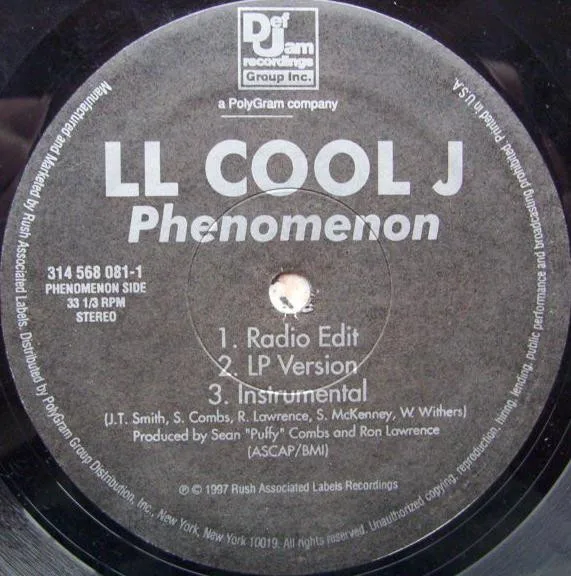 Def
Jam
recordings
Group Inc.
a PolyGram company
LL COOL J
Phenomenon
314 568 081-1
PHENOMENON SIDE
33 1/3 RPM
STEREO
1. Radio Edit
2. LP Version
3. Instrumental
(J.T. Smith, S. Combs, R. Lawrence, S. McKenney, W. Withers)
Produced by Sean "Puffy" Combs and Ron Lawrence
(ASCAP/BMI)
℗ © 1997 Rush Associated Labels Recordings
Manufactured and Marketed by Rush Associated Labels. Distributed by PolyGram Group Distribution, Inc., New York, New York 10019. All rights reserved. Unauthorized copying, reproduction, hiring, lending, public performance and broadcasting prohibited. Printed in U.S.A.